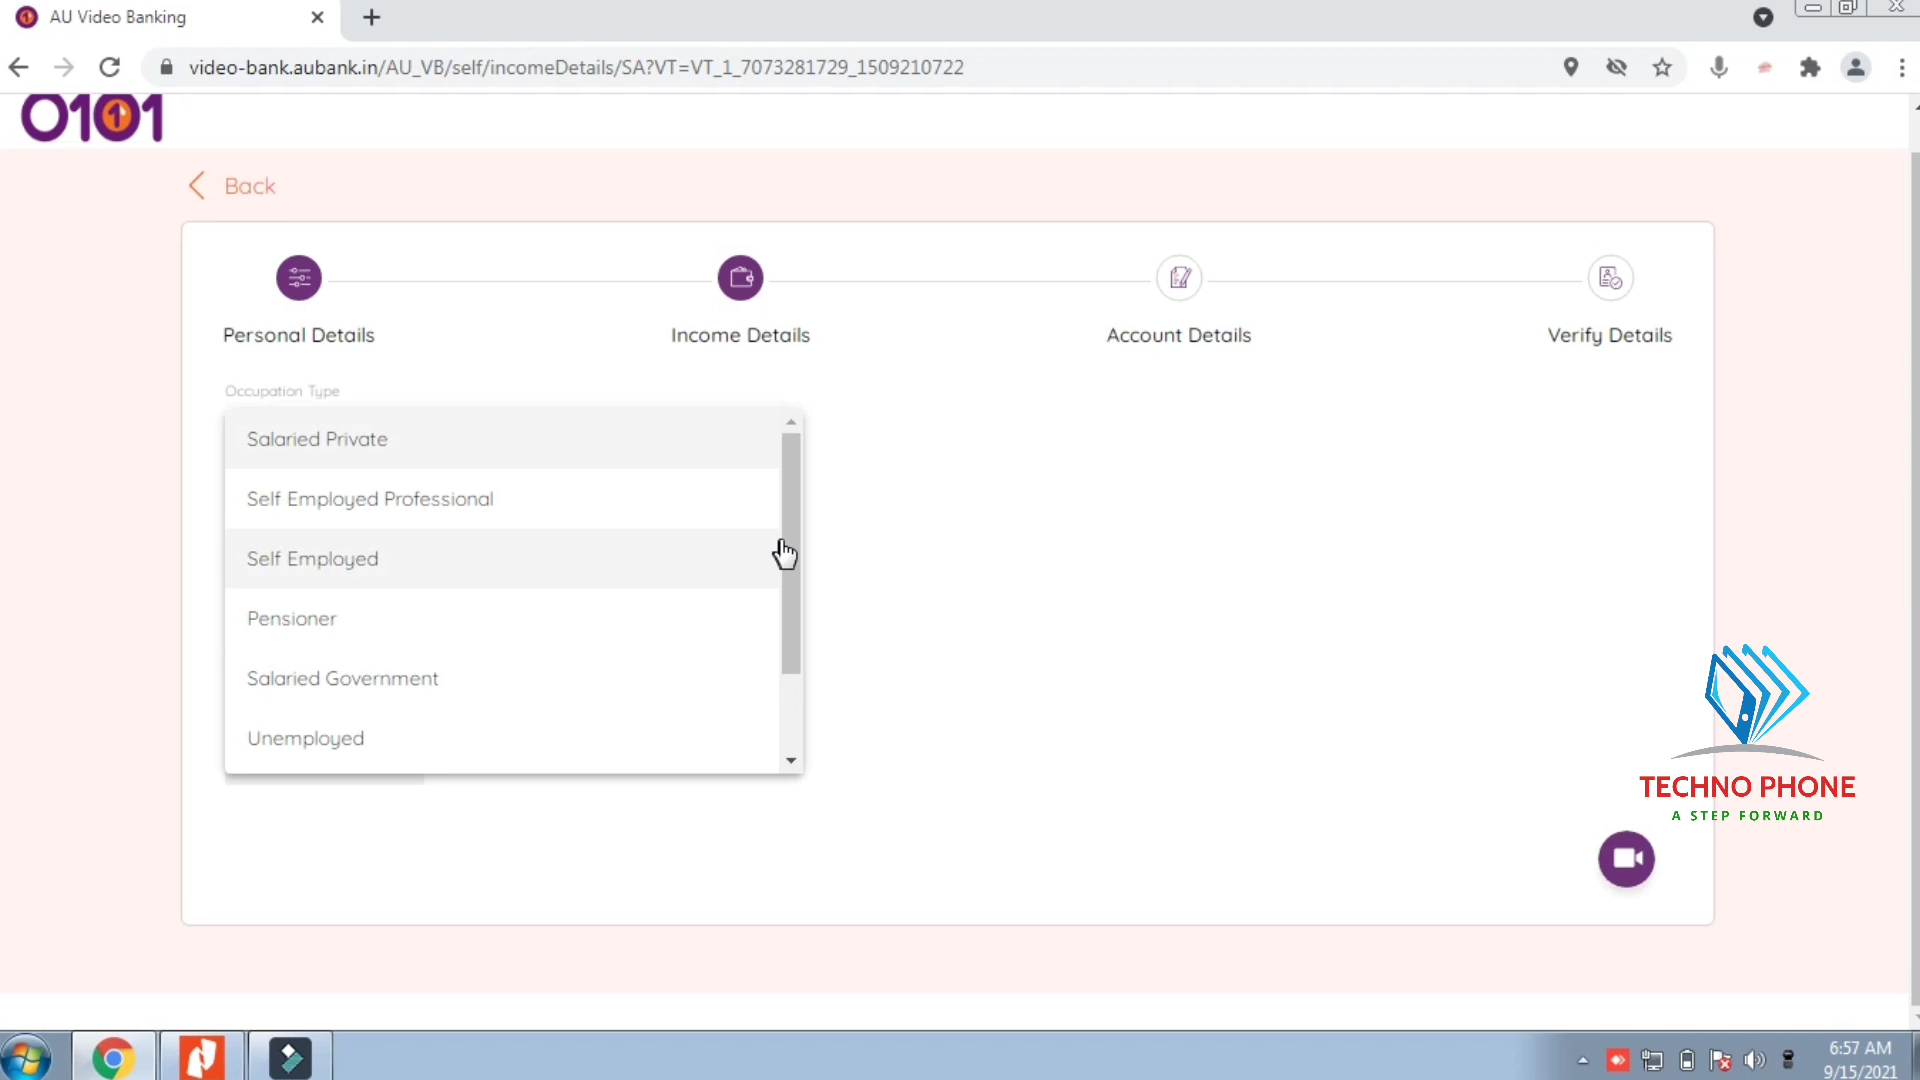 AU Video Banking
video-bank.aubank.in/AU_VB/self/incomeDetails/SA?VT=VT_1_7073281729_1509210722
0101
Back
Personal Details
Income Details
Account Details
Verify Details
Occupation Type
Salaried Private
Self Employed Professional
Self Employed
Pensioner
Salaried Government
Unemployed
TECHNO PHONE
A STEP FORWARD
6:57 AM
9/15/2021